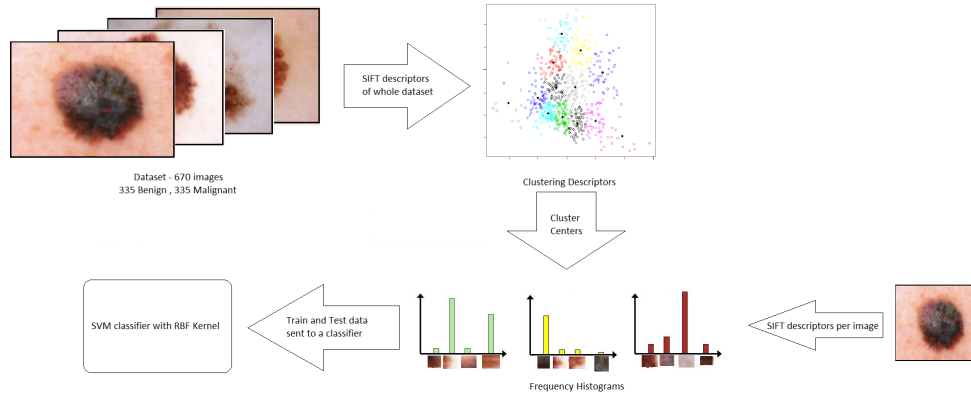 SIFT descriptors
of whole dataset
Dataset - 670 images
335 Benign , 335 Malignant
Clustering Descriptors
Cluster
Centers
SVM classifier with RBF Kernel
Train and Test data
sent to a classifier
SIFT descriptors per image
Frequency Histograms